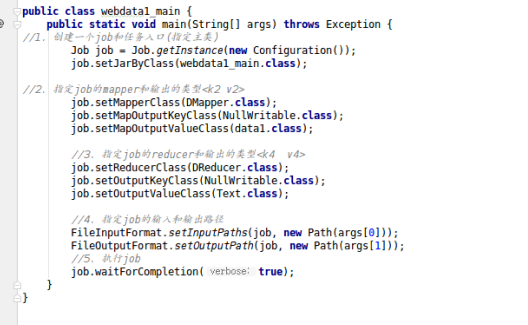 public class webdata1_main {
public static void main(String[] args) throws Exception {
//1. 创建一个job和任务入口(指定主类)
Job job = Job.getInstance(new Configuration());
job.setJarByClass(webdata1_main.class);
//2. 指定job的mapper和输出的类型<k2 v2>
job.setMapperClass(DMapper.class);
job.setMapOutputKeyClass(NullWritable.class);
job.setMapOutputValueClass(data1.class);
//3. 指定job的reducer和输出的类型<k4  v4>
job.setReducerClass(DReducer.class);
job.setOutputKeyClass(NullWritable.class);
job.setOutputValueClass(Text.class);
//4. 指定job的输入和输出路径
FileInputFormat.setInputPaths(job, new Path(args[0]));
FileOutputFormat.setOutputPath(job, new Path(args[1]));
//5. 执行job
job.waitForCompletion( verbose: true);
}
}